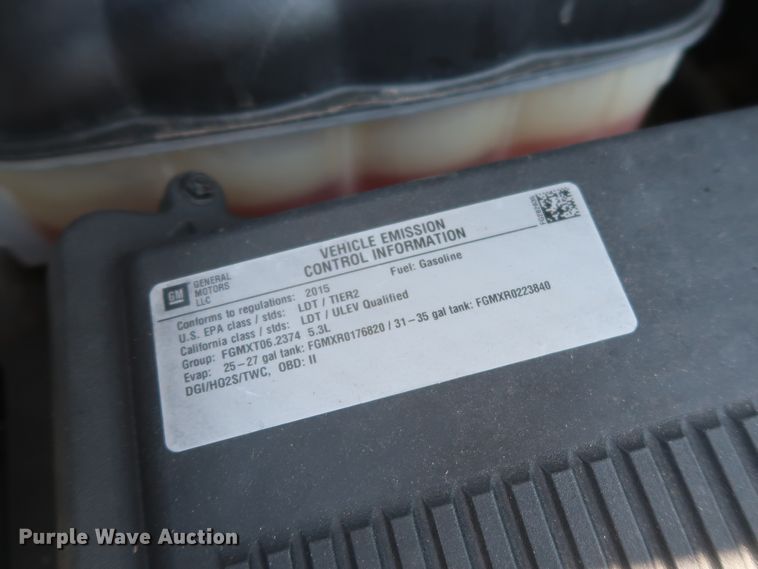 VEHICLE EMISSION
CONTROL INFORMATION
GM
GENERAL
MOTORS
LLC
Conforms to regulations: 2015 Fuel: Gasoline
U.S. EPA class / stds: LDT / TIER2
California class / stds: LDT / ULEV Qualified
Group: FGMXT06.2374 5.3L
Evap: 25-27 gal tank: FGMXR0176820 / 31-35 gal tank: FGMXR0223840
DGI/HO2S/TWC, OBD: II
Purple Wave Auction